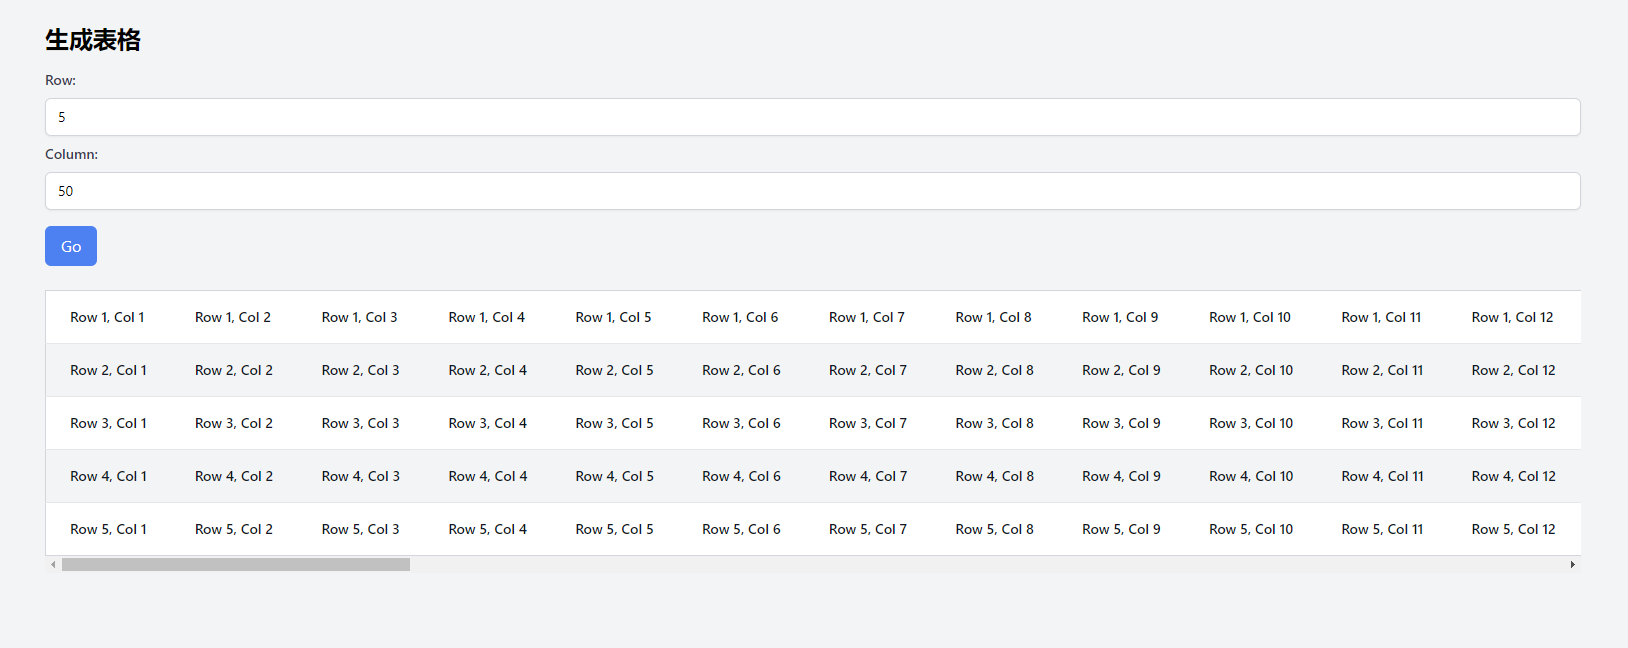 生成表格
Row:
5
Column:
50
Go
Row 1, Col 1 Row 1, Col 2 Row 1, Col 3 Row 1, Col 4 Row 1, Col 5 Row 1, Col 6 Row 1, Col 7 Row 1, Col 8 Row 1, Col 9 Row 1, Col 10 Row 1, Col 11 Row 1, Col 12
Row 2, Col 1 Row 2, Col 2 Row 2, Col 3 Row 2, Col 4 Row 2, Col 5 Row 2, Col 6 Row 2, Col 7 Row 2, Col 8 Row 2, Col 9 Row 2, Col 10 Row 2, Col 11 Row 2, Col 12
Row 3, Col 1 Row 3, Col 2 Row 3, Col 3 Row 3, Col 4 Row 3, Col 5 Row 3, Col 6 Row 3, Col 7 Row 3, Col 8 Row 3, Col 9 Row 3, Col 10 Row 3, Col 11 Row 3, Col 12
Row 4, Col 1 Row 4, Col 2 Row 4, Col 3 Row 4, Col 4 Row 4, Col 5 Row 4, Col 6 Row 4, Col 7 Row 4, Col 8 Row 4, Col 9 Row 4, Col 10 Row 4, Col 11 Row 4, Col 12
Row 5, Col 1 Row 5, Col 2 Row 5, Col 3 Row 5, Col 4 Row 5, Col 5 Row 5, Col 6 Row 5, Col 7 Row 5, Col 8 Row 5, Col 9 Row 5, Col 10 Row 5, Col 11 Row 5, Col 12